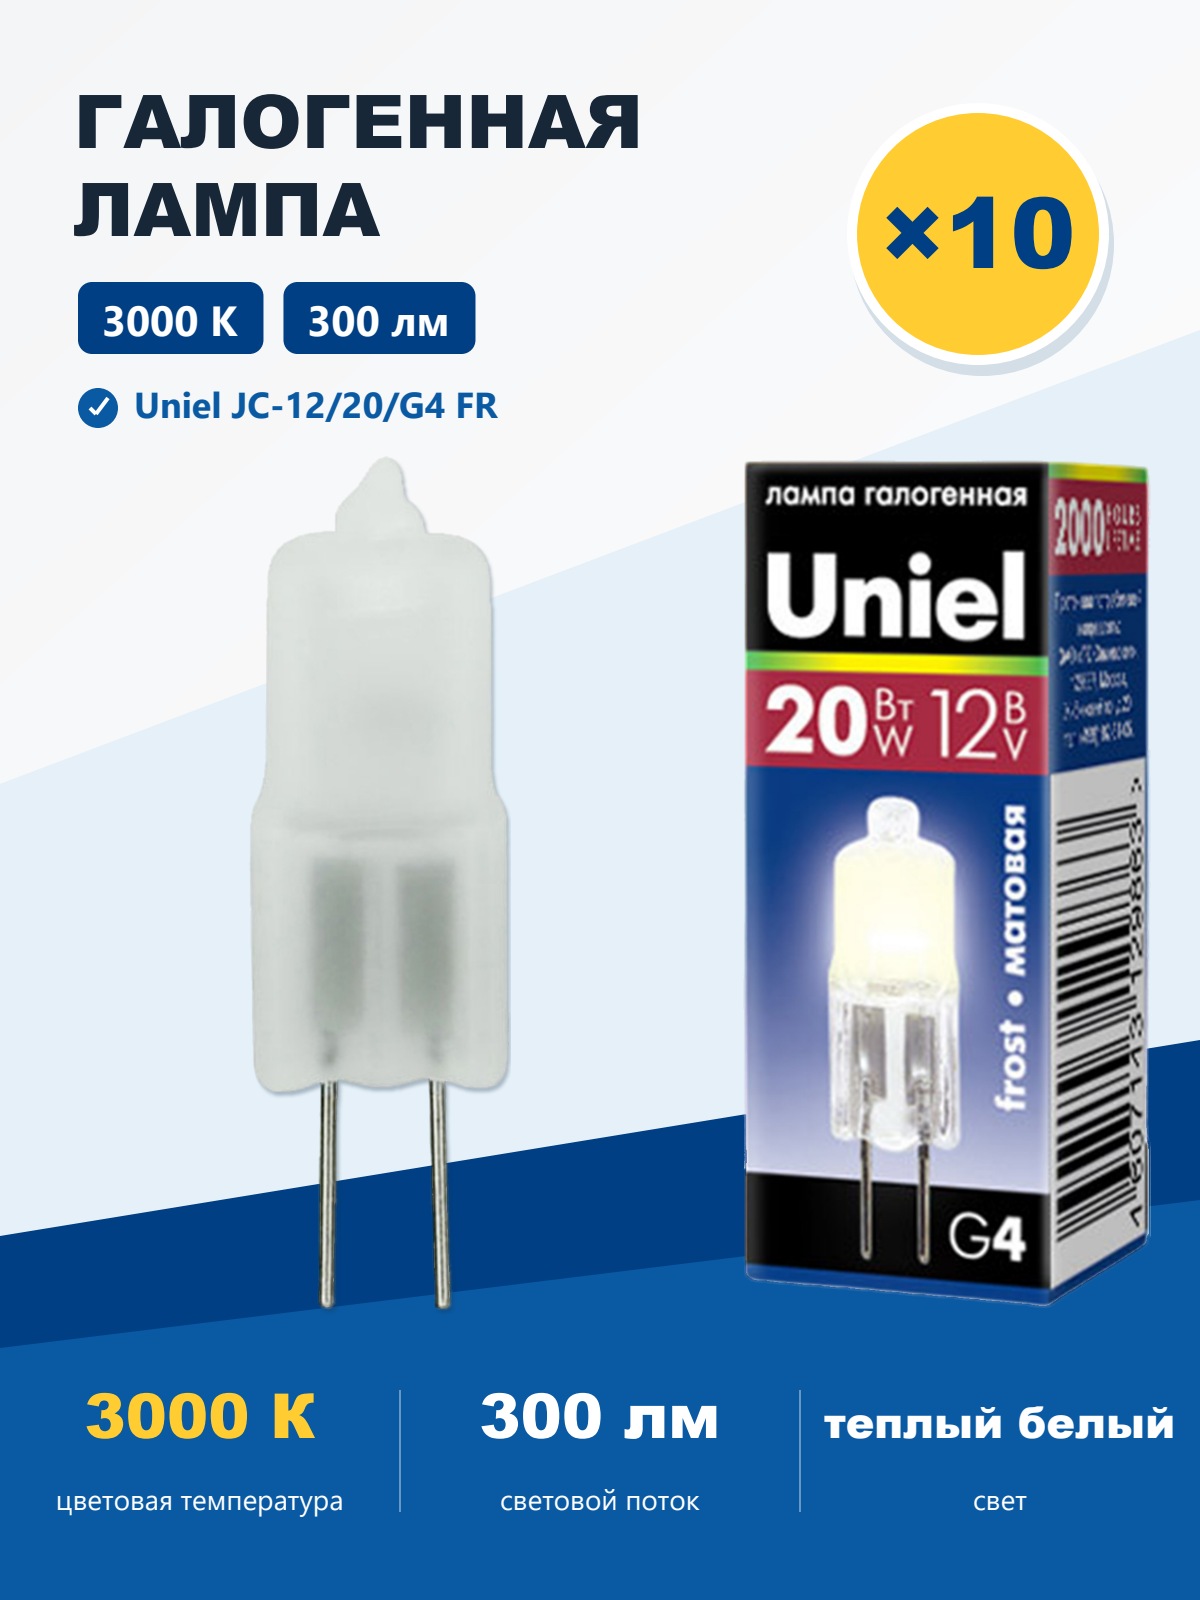 ГАЛОГЕННАЯ
ЛАМПА
×10
3000 К
300 лм
Uniel JC-12/20/G4 FR
лампа галогенная
Uniel
20 Вт W 12 В V
frost • матовая
G4
2000
3000 К
300 лм
теплый белый
цветовая температура
световой поток
свет